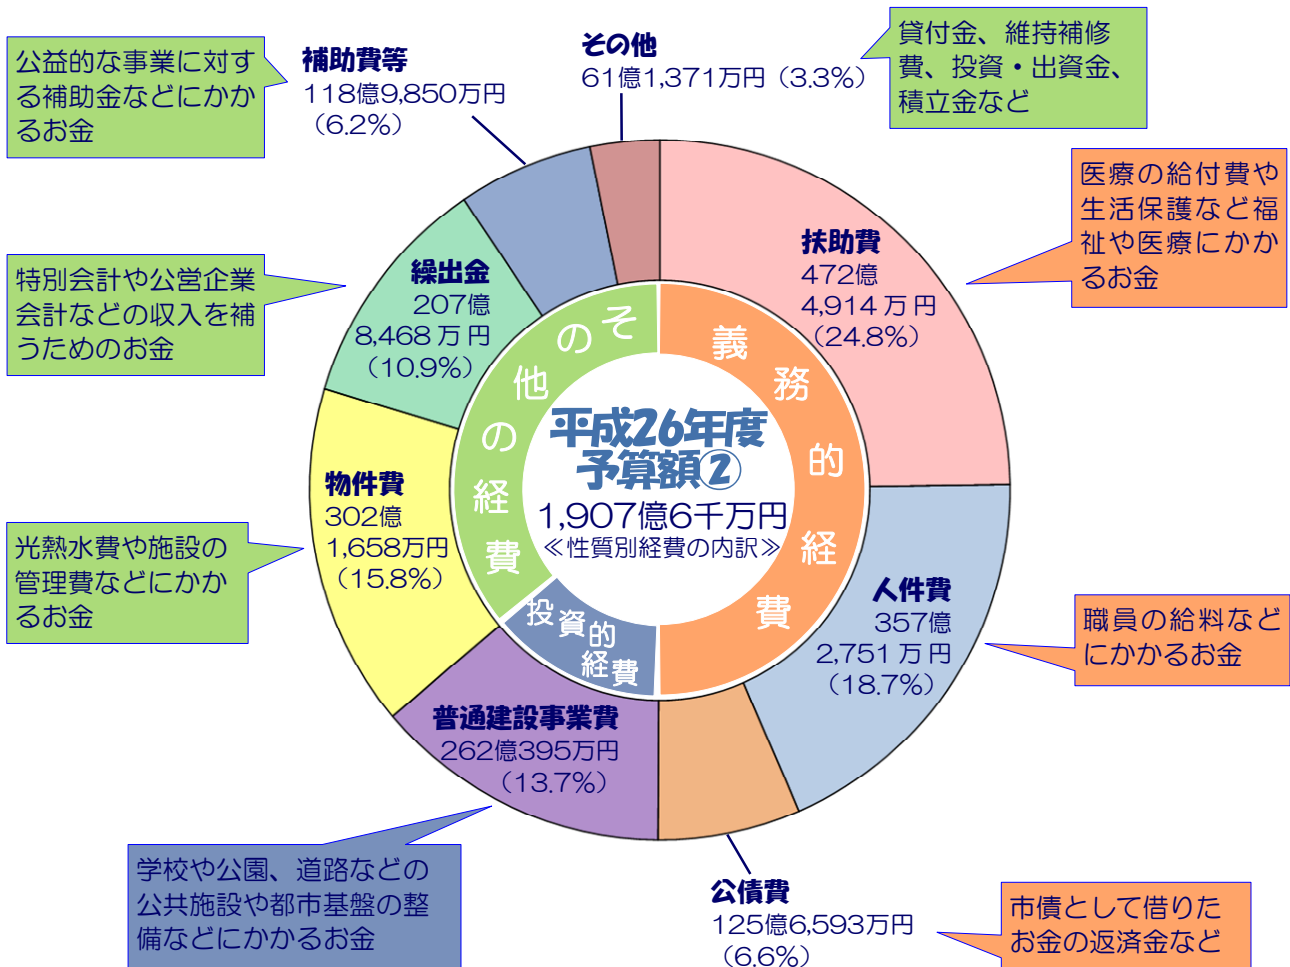 公益的な事業に対す
る補助金などにかか
るお金
補助費等
118億9,850万円
（6.2%）
その他
61億1,371万円（3.3%）
貸付金、維持補修
費、投資・出資金、
積立金など
医療の給付費や
生活保護など福
祉や医療にかか
るお金
扶助費
472億
4,914万円
（24.8%）
特別会計や公営企業
会計などの収入を補
うためのお金
繰出金
207億
8,468万円
（10.9%）
その他の経費
義務的経費
投資的
経費
平成26年度
予算額②
1,907億6千万円
≪性質別経費の内訳≫
物件費
302億
1,658万円
（15.8%）
光熱水費や施設の
管理費などにかか
るお金
人件費
357億
2,751万円
（18.7%）
職員の給料など
にかかるお金
普通建設事業費
262億395万円
（13.7%）
学校や公園、道路などの
公共施設や都市基盤の整
備などにかかるお金
公債費
125億6,593万円
（6.6%）
市債として借りた
お金の返済金など